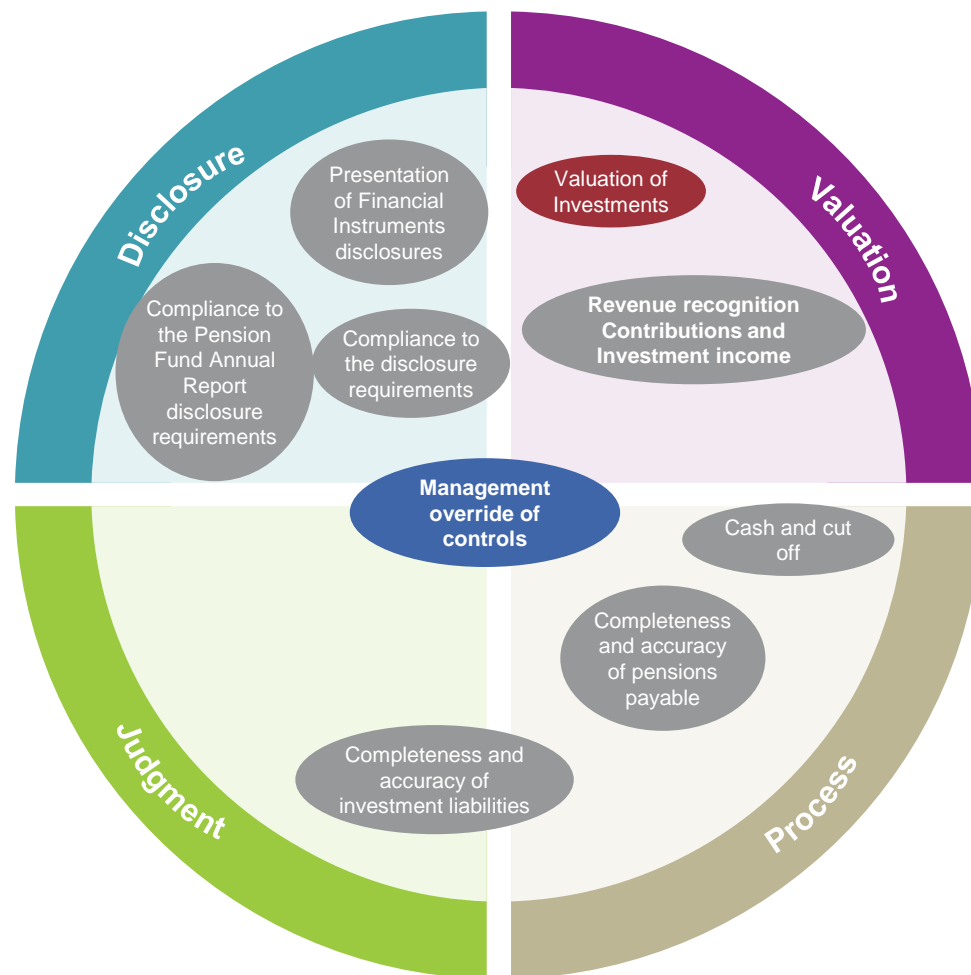 Disclosure
Presentation
of Financial
Instruments
disclosures
Compliance to
the Pension
Fund Annual
Report
disclosure
requirements
Compliance to
the disclosure
requirements
Valuation
Valuation of
Investments
Revenue recognition
Contributions and
Investment income
Management
override of
controls
Cash and cut
off
Completeness
and accuracy
of pensions
payable
Completeness and
accuracy of
investment liabilities
Judgment
Process